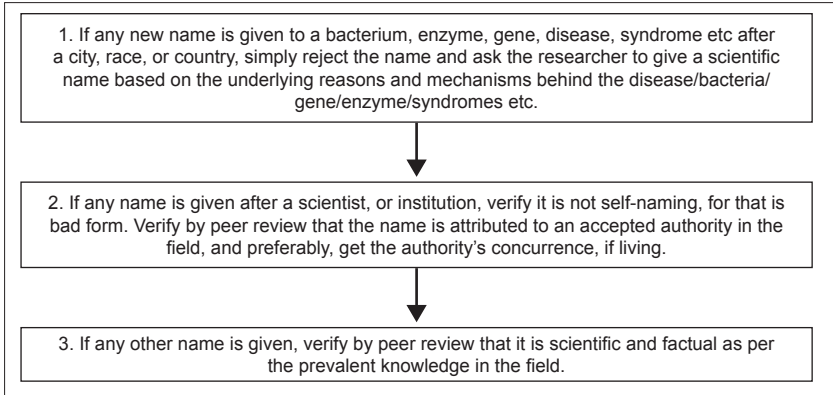 1. If any new name is given to a bacterium, enzyme, gene, disease, syndrome etc after
a city, race, or country, simply reject the name and ask the researcher to give a scientific
name based on the underlying reasons and mechanisms behind the disease/bacteria/
gene/enzyme/syndromes etc.
2. If any name is given after a scientist, or institution, verify it is not self-naming, for that is
bad form. Verify by peer review that the name is attributed to an accepted authority in the
field, and preferably, get the authority's concurrence, if living.
3. If any other name is given, verify by peer review that it is scientific and factual as per
the prevalent knowledge in the field.